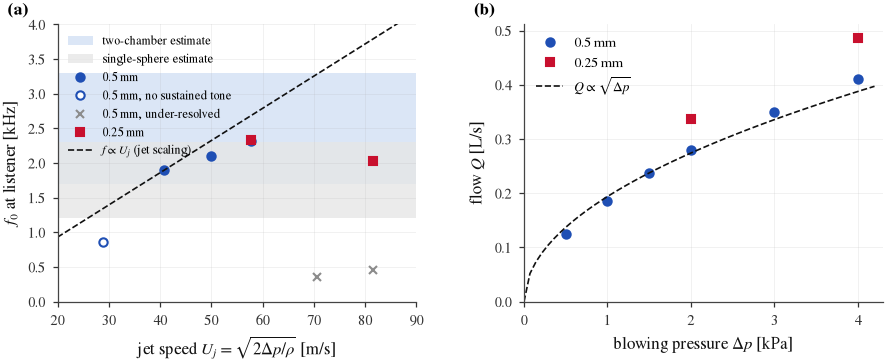 (a)
4.0
3.5
3.0
2.5
2.0
1.5
1.0
0.5
0.0
f₀ at listener [kHz]
two-chamber estimate
single-sphere estimate
0.5 mm
0.5 mm, no sustained tone
0.5 mm, under-resolved
0.25 mm
f ∝ Uⱼ (jet scaling)
20 30 40 50 60 70 80 90
jet speed Uⱼ = √2Δp/ρ [m/s]
(b)
0.5
0.4
0.3
0.2
0.1
0.0
flow Q [L/s]
0.5 mm
0.25 mm
Q ∝ √Δp
0 1 2 3 4
blowing pressure Δp [kPa]